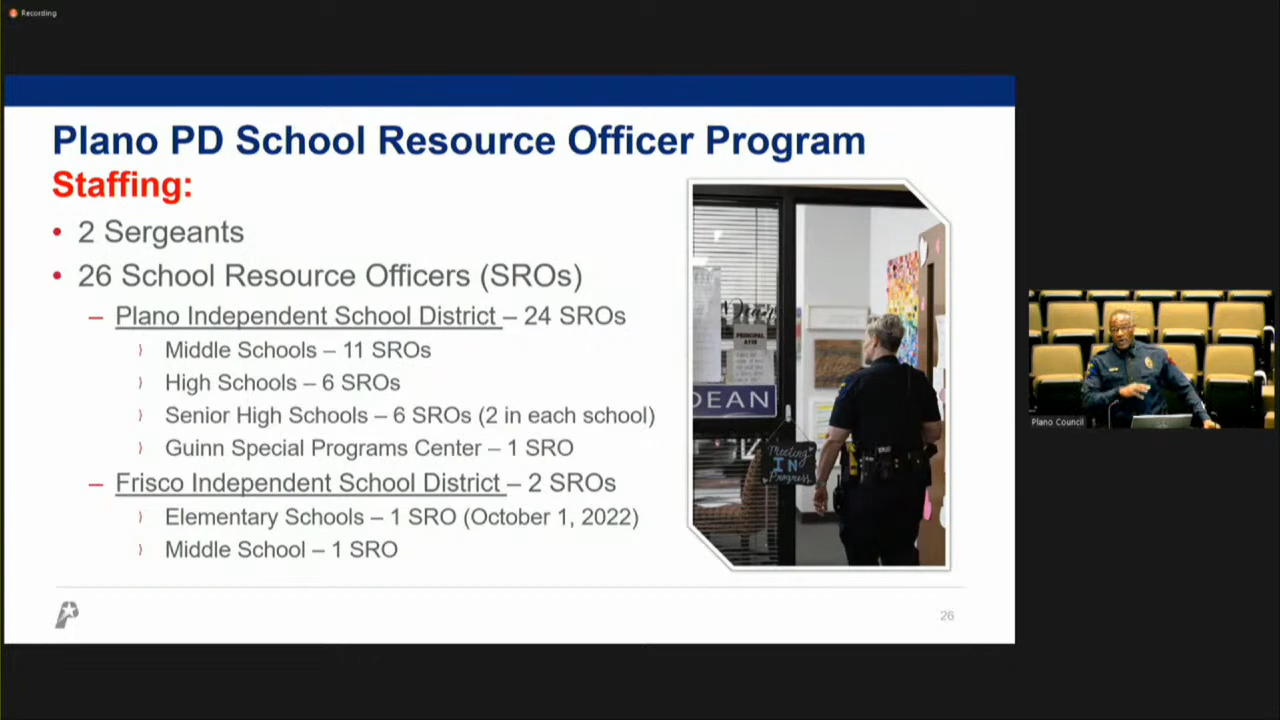 Recording
Plano PD School Resource Officer Program
Staffing:
• 2 Sergeants
• 26 School Resource Officers (SROs)
– Plano Independent School District – 24 SROs
Middle Schools – 11 SROs
High Schools – 6 SROs
Senior High Schools – 6 SROs (2 in each school)
Guinn Special Programs Center – 1 SRO
– Frisco Independent School District – 2 SROs
Elementary Schools – 1 SRO (October 1, 2022)
Middle School – 1 SRO
PRINCIPAL
DEAN
Meeting
IN
Progress
26
Plano Council